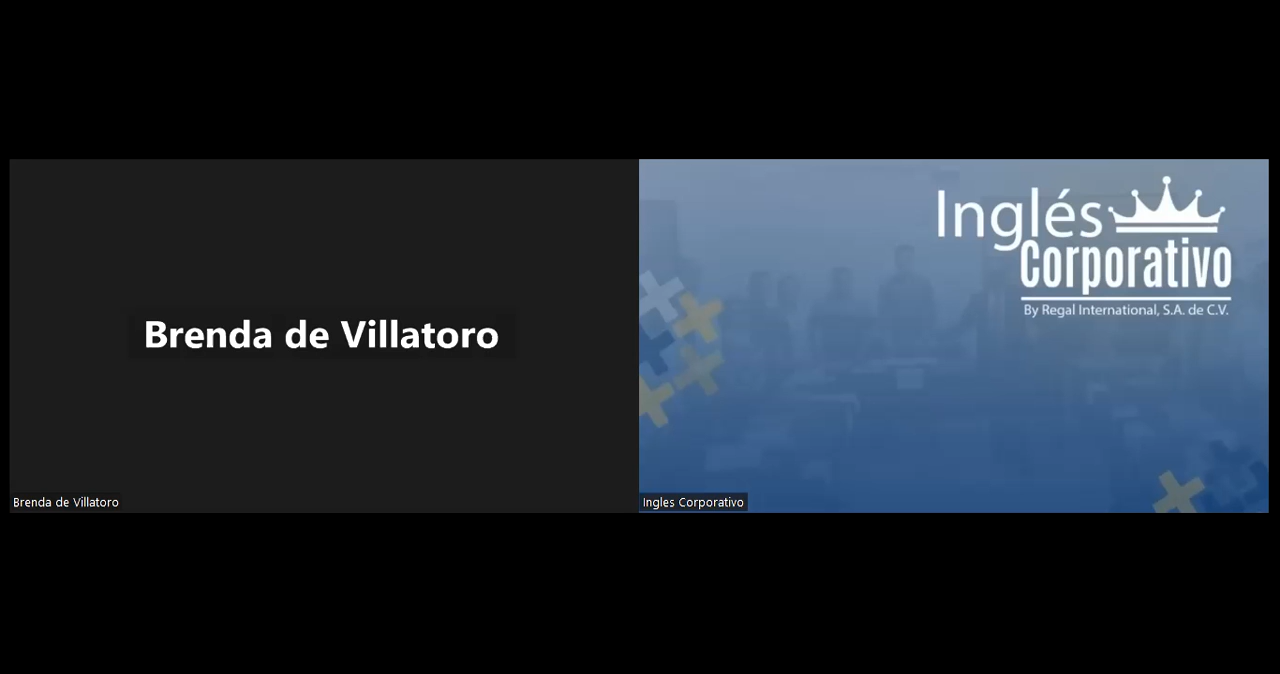 Brenda de Villatoro
Brenda de Villatoro
Inglés
Corporativo
By Regal International, S.A. de C.V.
Ingles Corporativo